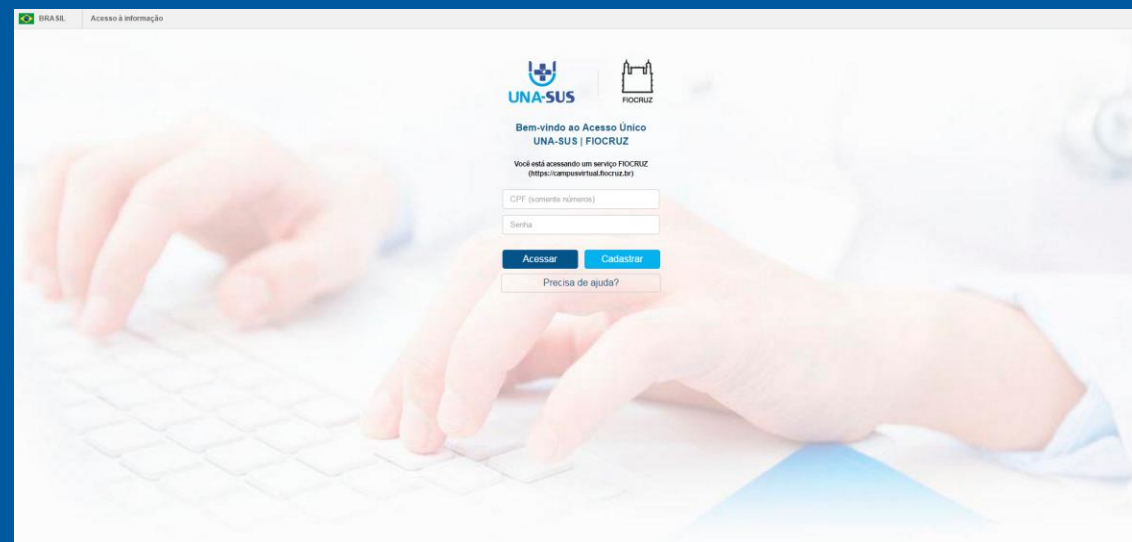 BRASIL Acesso à informação
UNA-SUS
FIOCRUZ
Bem-vindo ao Acesso Único
UNA-SUS | FIOCRUZ
Você está acessando um serviço FIOCRUZ
(https://campusvirtual.fiocruz.br)
CPF (somente números)
Senha
Acessar Cadastrar
Precisa de ajuda?